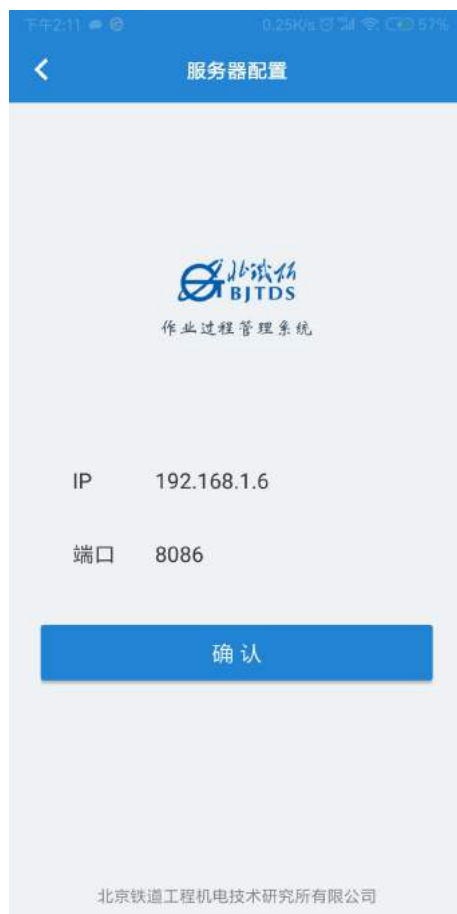 下午2:11
0.25K/s
57%
服务器配置
BJTDS
作业过程管理系统
IP 192.168.1.6
端口 8086
确认
北京铁道工程机电技术研究所有限公司